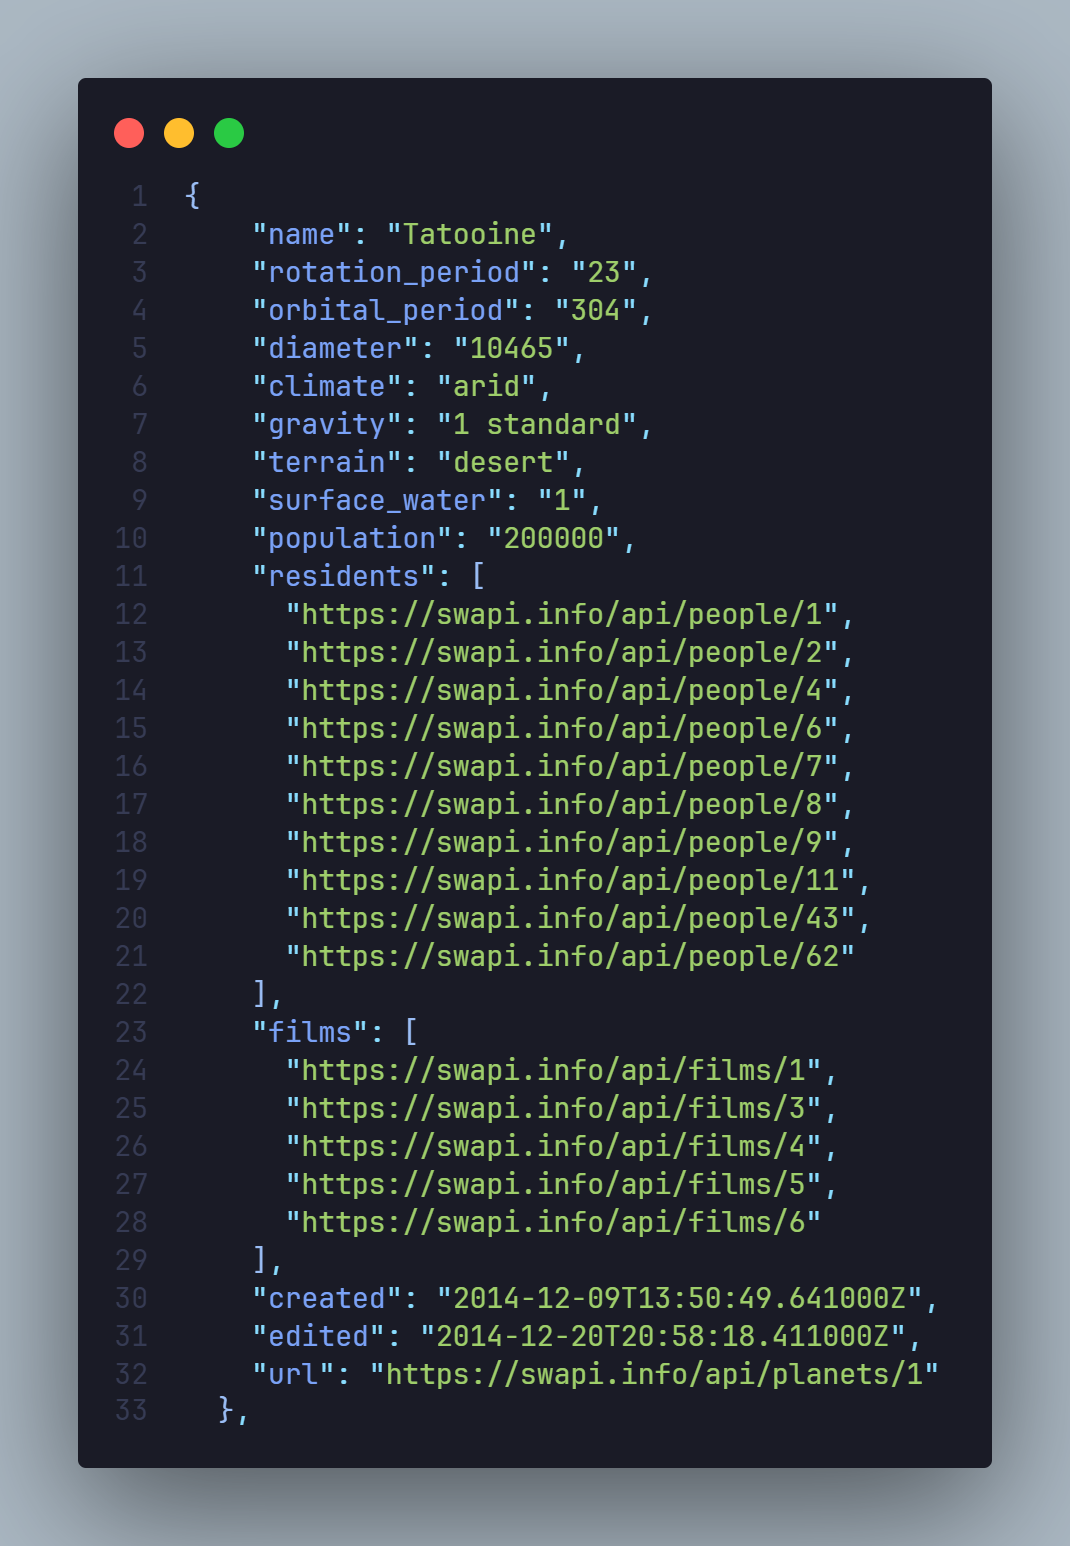 1 {
2 "name": "Tatooine",
3 "rotation_period": "23",
4 "orbital_period": "304",
5 "diameter": "10465",
6 "climate": "arid",
7 "gravity": "1 standard",
8 "terrain": "desert",
9 "surface_water": "1",
10 "population": "200000",
11 "residents": [
12 "https://swapi.info/api/people/1",
13 "https://swapi.info/api/people/2",
14 "https://swapi.info/api/people/4",
15 "https://swapi.info/api/people/6",
16 "https://swapi.info/api/people/7",
17 "https://swapi.info/api/people/8",
18 "https://swapi.info/api/people/9",
19 "https://swapi.info/api/people/11",
20 "https://swapi.info/api/people/43",
21 "https://swapi.info/api/people/62"
22 ],
23 "films": [
24 "https://swapi.info/api/films/1",
25 "https://swapi.info/api/films/3",
26 "https://swapi.info/api/films/4",
27 "https://swapi.info/api/films/5",
28 "https://swapi.info/api/films/6"
29 ],
30 "created": "2014-12-09T13:50:49.641000Z",
31 "edited": "2014-12-20T20:58:18.411000Z",
32 "url": "https://swapi.info/api/planets/1"
33 },